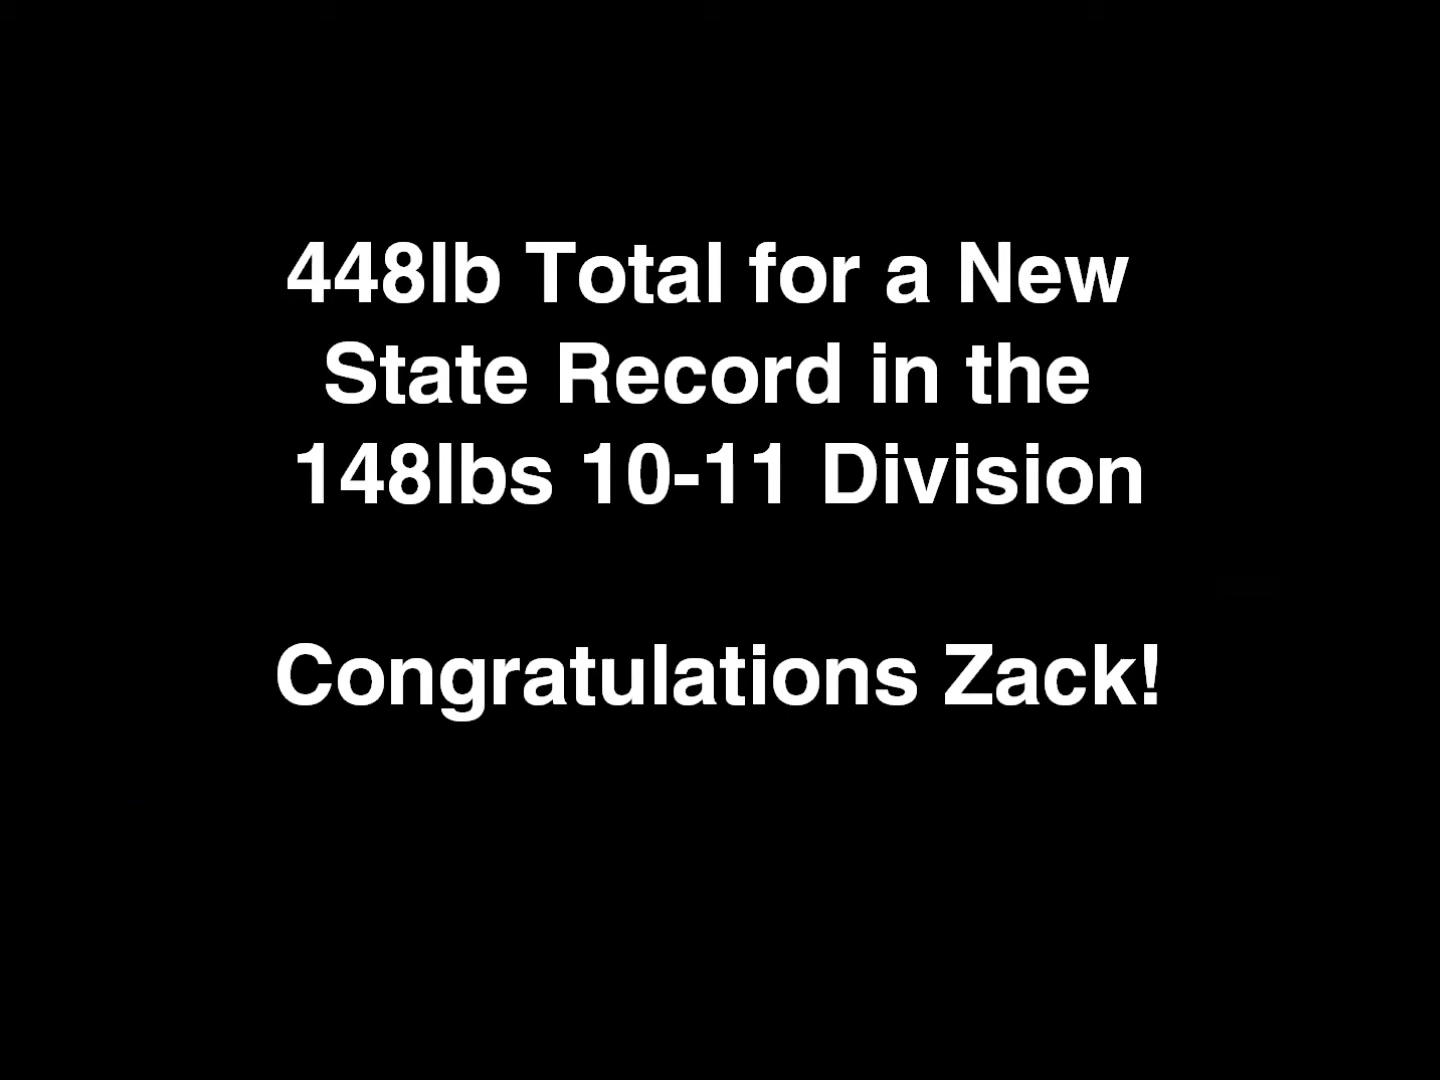 448lb Total for a New
State Record in the
148lbs 10-11 Division
Congratulations Zack!